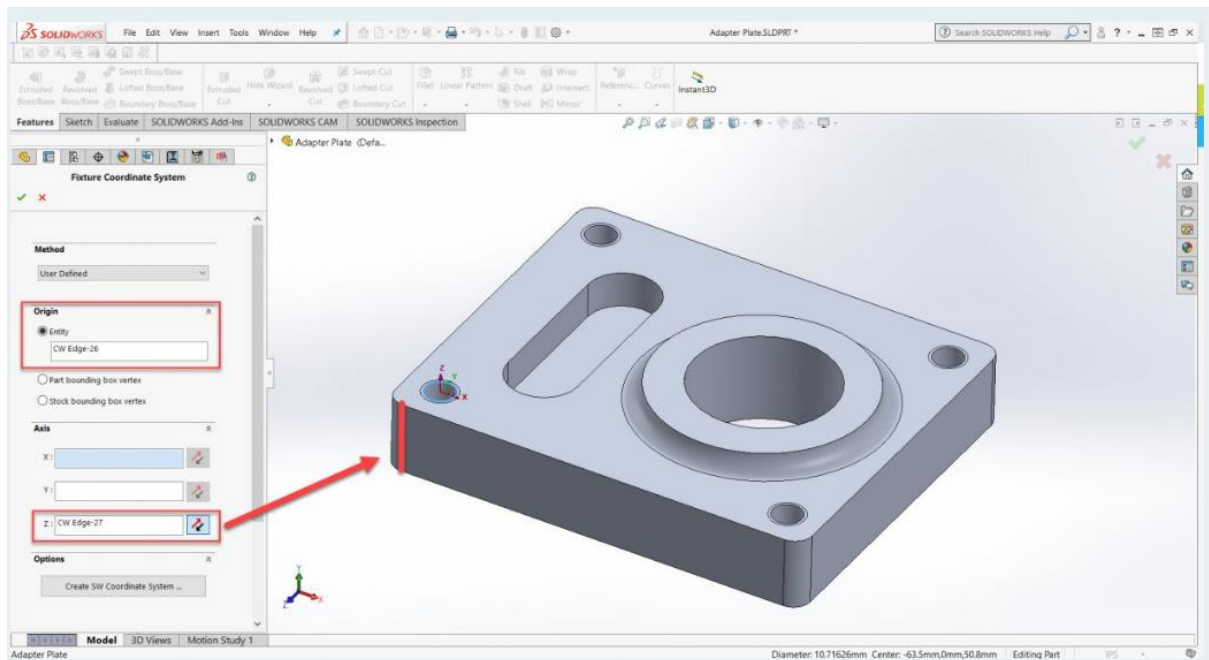 SOLIDWORKS File Edit View Insert Tools Window Help Adapter Plate.SLDPRT * Search SOLIDWORKS Help
Swept Boss/Base Swept Cut Rib Wrap
Extruded Boss/Base Revolved Boss/Base Lofted Boss/Base Extruded Cut Hole Wizard Revolved Cut Lofted Cut Fillet Linear Pattern Draft Intersect Referenc... Curves Instant3D
Boundary Boss/Base Boundary Cut Shell Mirror
Features Sketch Evaluate SOLIDWORKS Add-Ins SOLIDWORKS CAM SOLIDWORKS Inspection
Adapter Plate (Defa...
Fixture Coordinate System
Method
User Defined
Origin
Entity
CW Edge-26
Part bounding box vertex
Stock bounding box vertex
Axis
X :
Y :
Z : CW Edge-27
Options
Create SW Coordinate System ...
Z
Y
X
Y
Z X
Model 3D Views Motion Study 1
Adapter Plate Diameter: 10.71626mm Center: -63.5mm,0mm,50.8mm Editing Part IPS